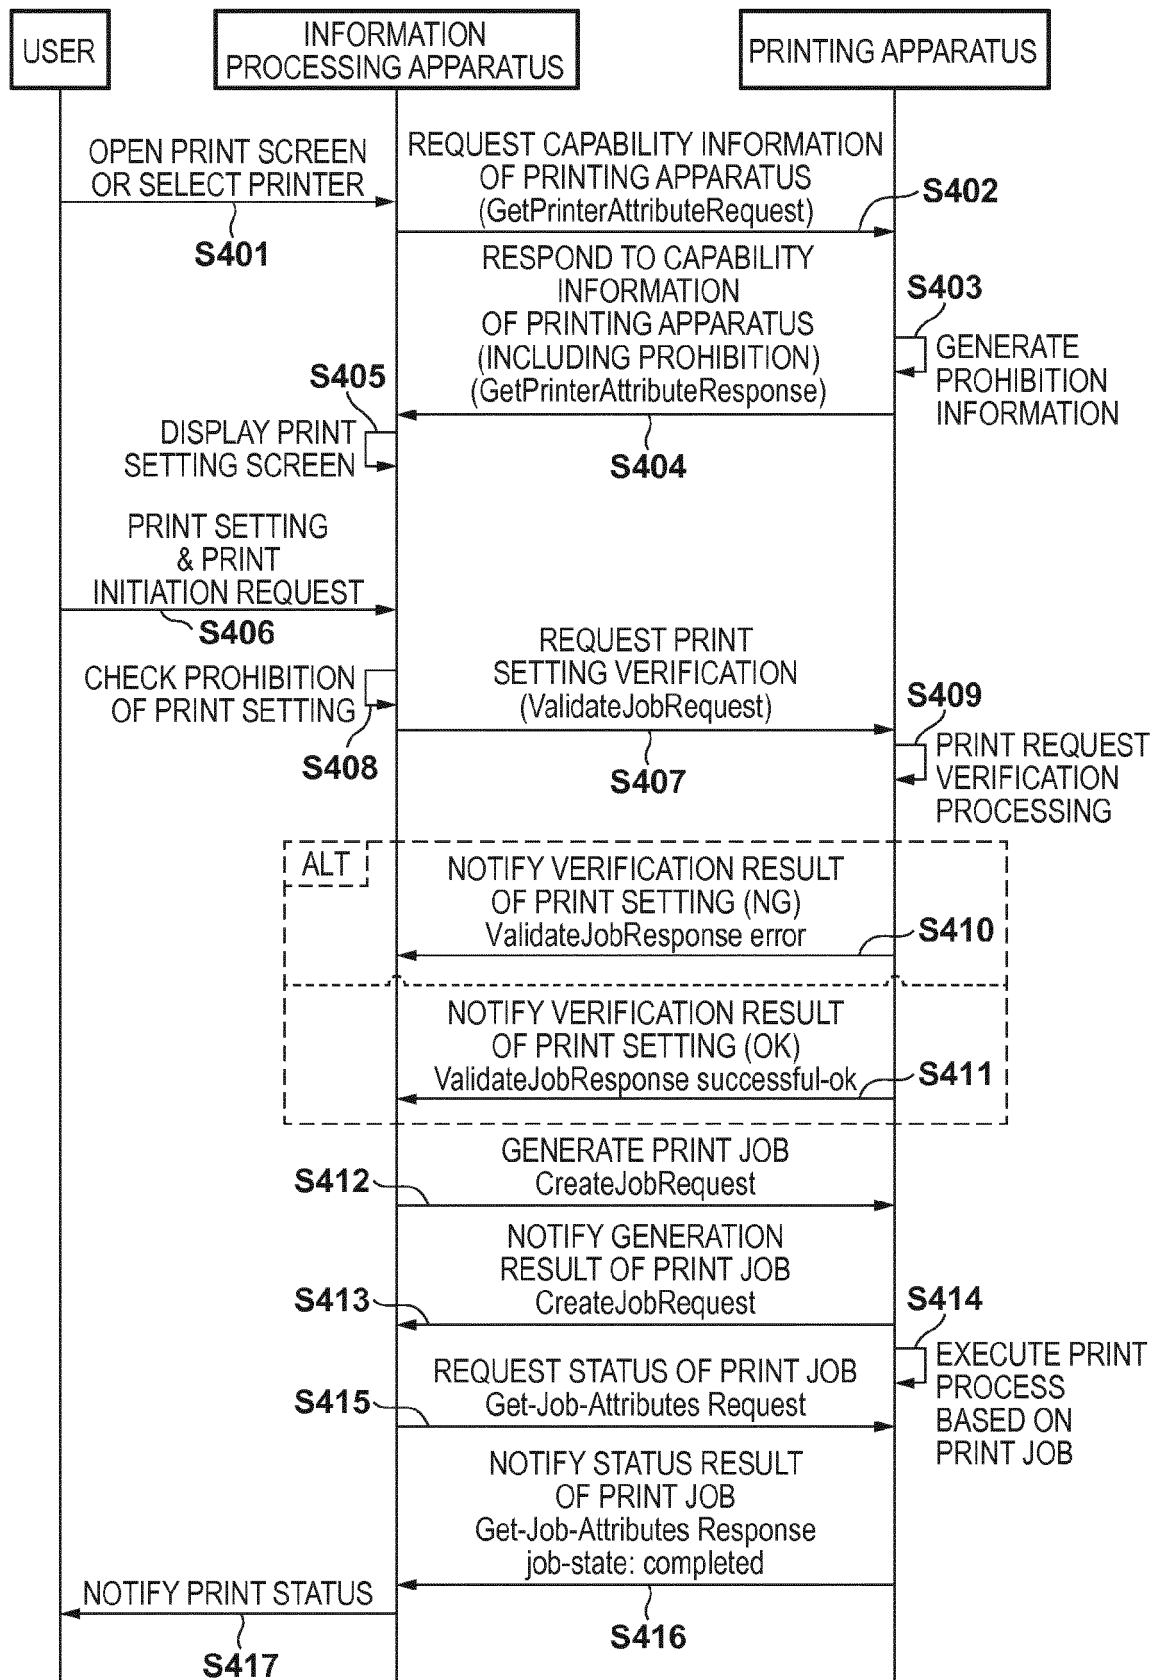 USER
INFORMATION
PROCESSING APPARATUS
PRINTING APPARATUS
OPEN PRINT SCREEN
OR SELECT PRINTER
S401
REQUEST CAPABILITY INFORMATION
OF PRINTING APPARATUS
(GetPrinterAttributeRequest)
S402
RESPOND TO CAPABILITY
INFORMATION
OF PRINTING APPARATUS
(INCLUDING PROHIBITION)
(GetPrinterAttributeResponse)
S403
GENERATE
PROHIBITION
INFORMATION
S404
S405
DISPLAY PRINT
SETTING SCREEN
PRINT SETTING
& PRINT
INITIATION REQUEST
S406
CHECK PROHIBITION
OF PRINT SETTING
S408
REQUEST PRINT
SETTING VERIFICATION
(ValidateJobRequest)
S407
S409
PRINT REQUEST
VERIFICATION
PROCESSING
ALT
NOTIFY VERIFICATION RESULT
OF PRINT SETTING (NG)
ValidateJobResponse error
S410
NOTIFY VERIFICATION RESULT
OF PRINT SETTING (OK)
ValidateJobResponse successful-ok
S411
GENERATE PRINT JOB
CreateJobRequest
S412
NOTIFY GENERATION
RESULT OF PRINT JOB
CreateJobRequest
S413
S414
EXECUTE PRINT
PROCESS
BASED ON
PRINT JOB
REQUEST STATUS OF PRINT JOB
Get-Job-Attributes Request
S415
NOTIFY STATUS RESULT
OF PRINT JOB
Get-Job-Attributes Response
job-state: completed
S416
NOTIFY PRINT STATUS
S417